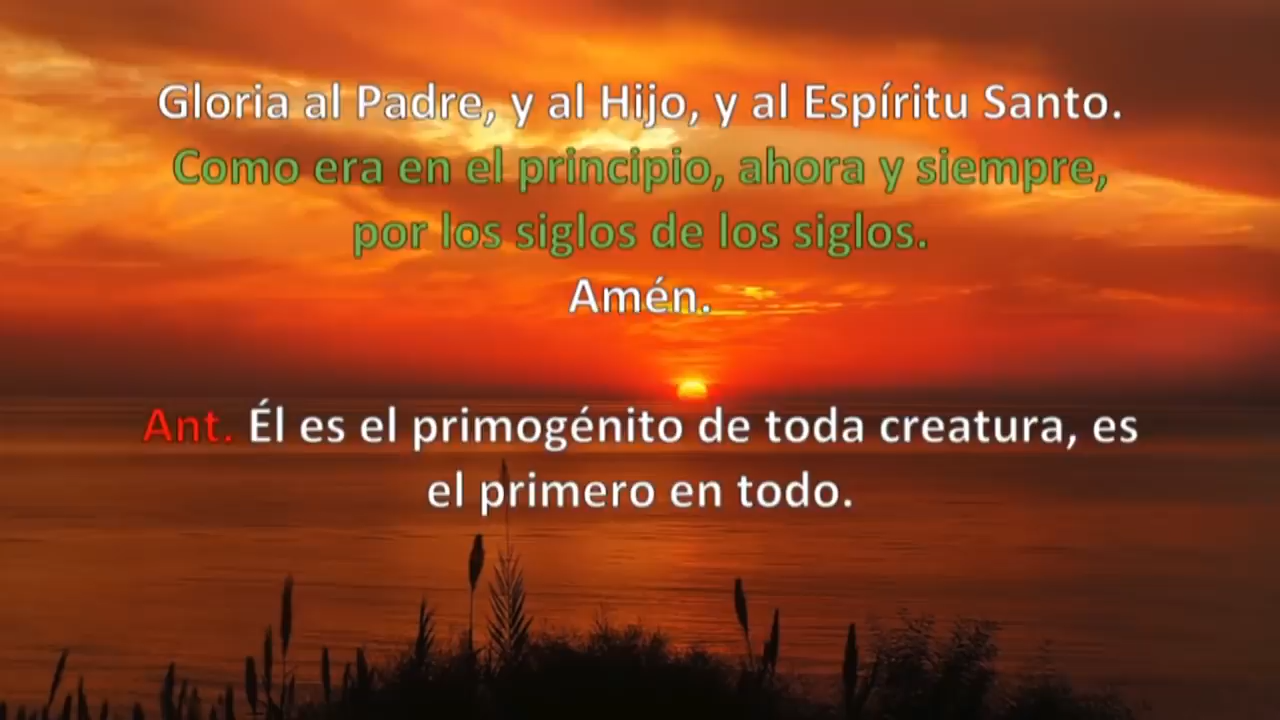 Gloria al Padre, y al Hijo, y al Espíritu Santo.
Como era en el principio, ahora y siempre,
por los siglos de los siglos.
Amén.
Ant. Él es el primogénito de toda creatura, es
el primero en todo.